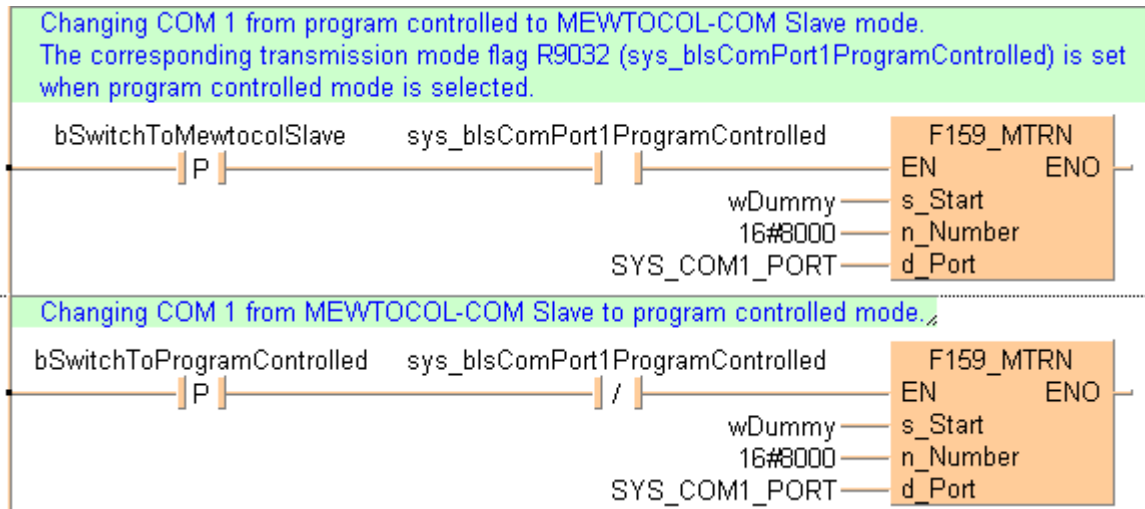 Changing COM 1 from program controlled to MEWTOCOL-COM Slave mode.
The corresponding transmission mode flag R9032 (sys_bIsComPort1ProgramControlled) is set
when program controlled mode is selected.
bSwitchToMewtocolSlave sys_bIsComPort1ProgramControlled F159_MTRN
P EN ENO
wDummy s_Start
16#8000 n_Number
SYS_COM1_PORT d_Port
Changing COM 1 from MEWTOCOL-COM Slave to program controlled mode.
bSwitchToProgramControlled sys_bIsComPort1ProgramControlled F159_MTRN
P / EN ENO
wDummy s_Start
16#8000 n_Number
SYS_COM1_PORT d_Port